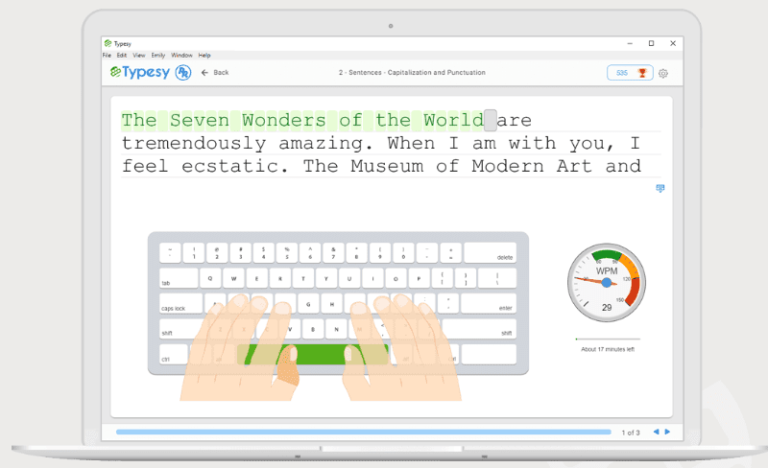 Typesy
File Edit View Emily Window Help
Typesy Back 2 - Sentences - Capitalization and Punctuation 535
The Seven Wonders of the World are
tremendously amazing. When I am with you, I
feel ecstatic. The Museum of Modern Art and
~ ! @ # $ % ^ & * ( ) - +
1 2 3 4 5 6 7 8 9 0 = delete
tab Q W E R T Y U I O P { [ } ] | \
caps lock A G H " ' enter
shift V B N shift
ctrl
WPM
120
160
29
About 17 minutes left
1 of 3